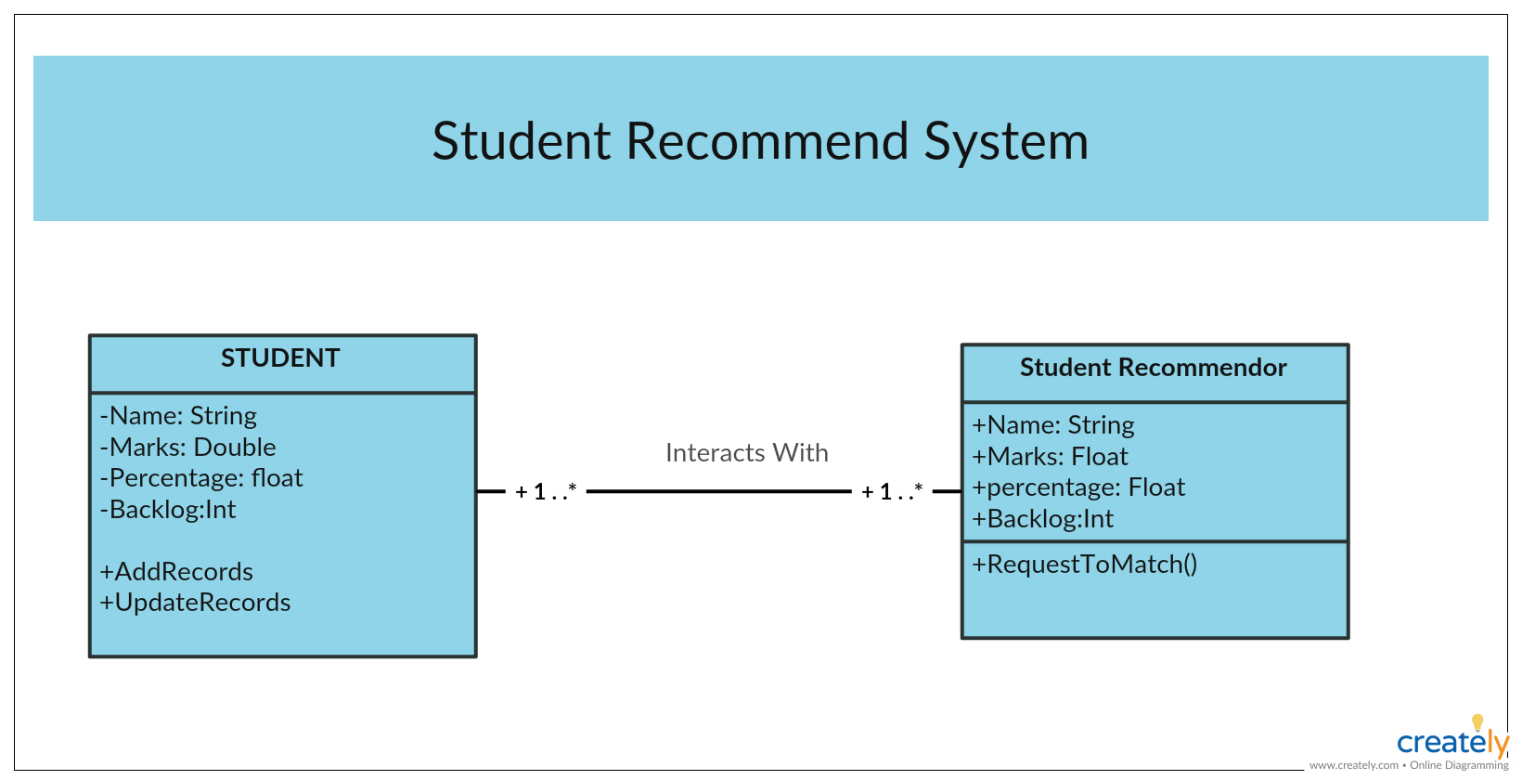 Student Recommend System
STUDENT
-Name: String
-Marks: Double
-Percentage: float
-Backlog:Int
+AddRecords
+UpdateRecords
Interacts With
+ 1 . .*
+ 1 . .*
Student Recommendor
+Name: String
+Marks: Float
+percentage: Float
+Backlog:Int
+RequestToMatch()
creately
www.creately.com • Online Diagramming